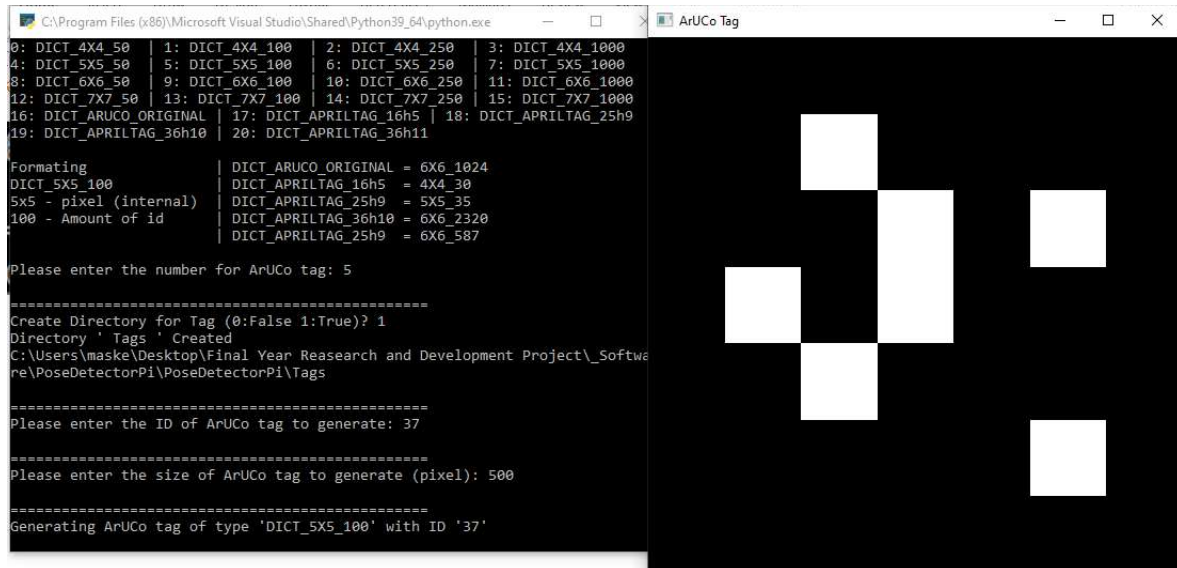 C:\Program Files (x86)\Microsoft Visual Studio\Shared\Python39_64\python.exe
ArUCo Tag
0: DICT_4X4_50 | 1: DICT_4X4_100 | 2: DICT_4X4_250 | 3: DICT_4X4_1000
4: DICT_5X5_50 | 5: DICT_5X5_100 | 6: DICT_5X5_250 | 7: DICT_5X5_1000
8: DICT_6X6_50 | 9: DICT_6X6_100 | 10: DICT_6X6_250 | 11: DICT_6X6_1000
12: DICT_7X7_50 | 13: DICT_7X7_100 | 14: DICT_7X7_250 | 15: DICT_7X7_1000
16: DICT_ARUCO_ORIGINAL | 17: DICT_APRILTAG_16h5 | 18: DICT_APRILTAG_25h9
19: DICT_APRILTAG_36h10 | 20: DICT_APRILTAG_36h11
Formating | DICT_ARUCO_ORIGINAL = 6X6_1024
DICT_5X5_100 | DICT_APRILTAG_16h5 = 4X4_30
5x5 - pixel (internal) | DICT_APRILTAG_25h9 = 5X5_35
100 - Amount of id | DICT_APRILTAG_36h10 = 6X6_2320
| DICT_APRILTAG_25h9 = 6X6_587
Please enter the number for ArUCo tag: 5
==================================================
Create Directory for Tag (0:False 1:True)? 1
Directory ' Tags ' Created
C:\Users\maske\Desktop\Final Year Reasearch and Development Project\_Softwa
re\PoseDetectorPi\PoseDetectorPi\Tags
==================================================
Please enter the ID of ArUCo tag to generate: 37
==================================================
Please enter the size of ArUCo tag to generate (pixel): 500
==================================================
Generating ArUCo tag of type 'DICT_5X5_100' with ID '37'